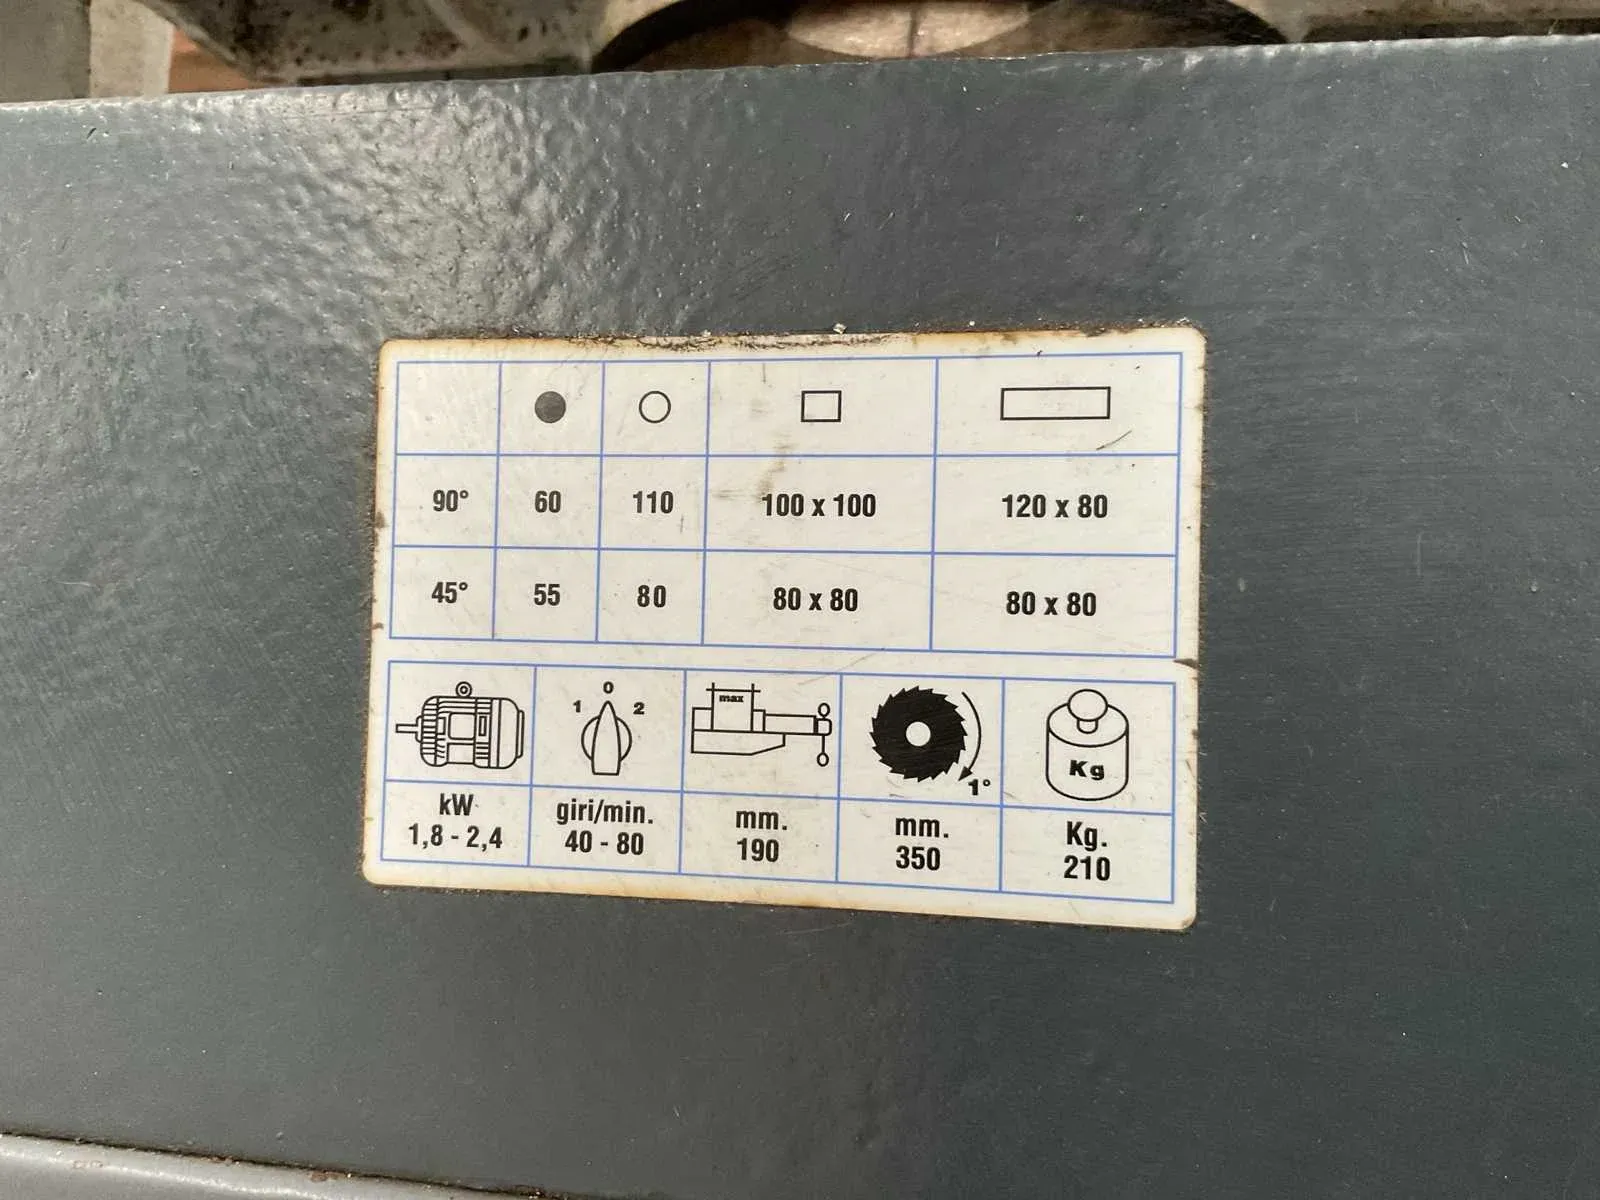 90° 60 110 100 x 100 120 x 80
45° 55 80 80 x 80 80 x 80
0
1 2
max
1°
Kg
kW giri/min. mm. mm. Kg.
1,8 - 2,4 40 - 80 190 350 210